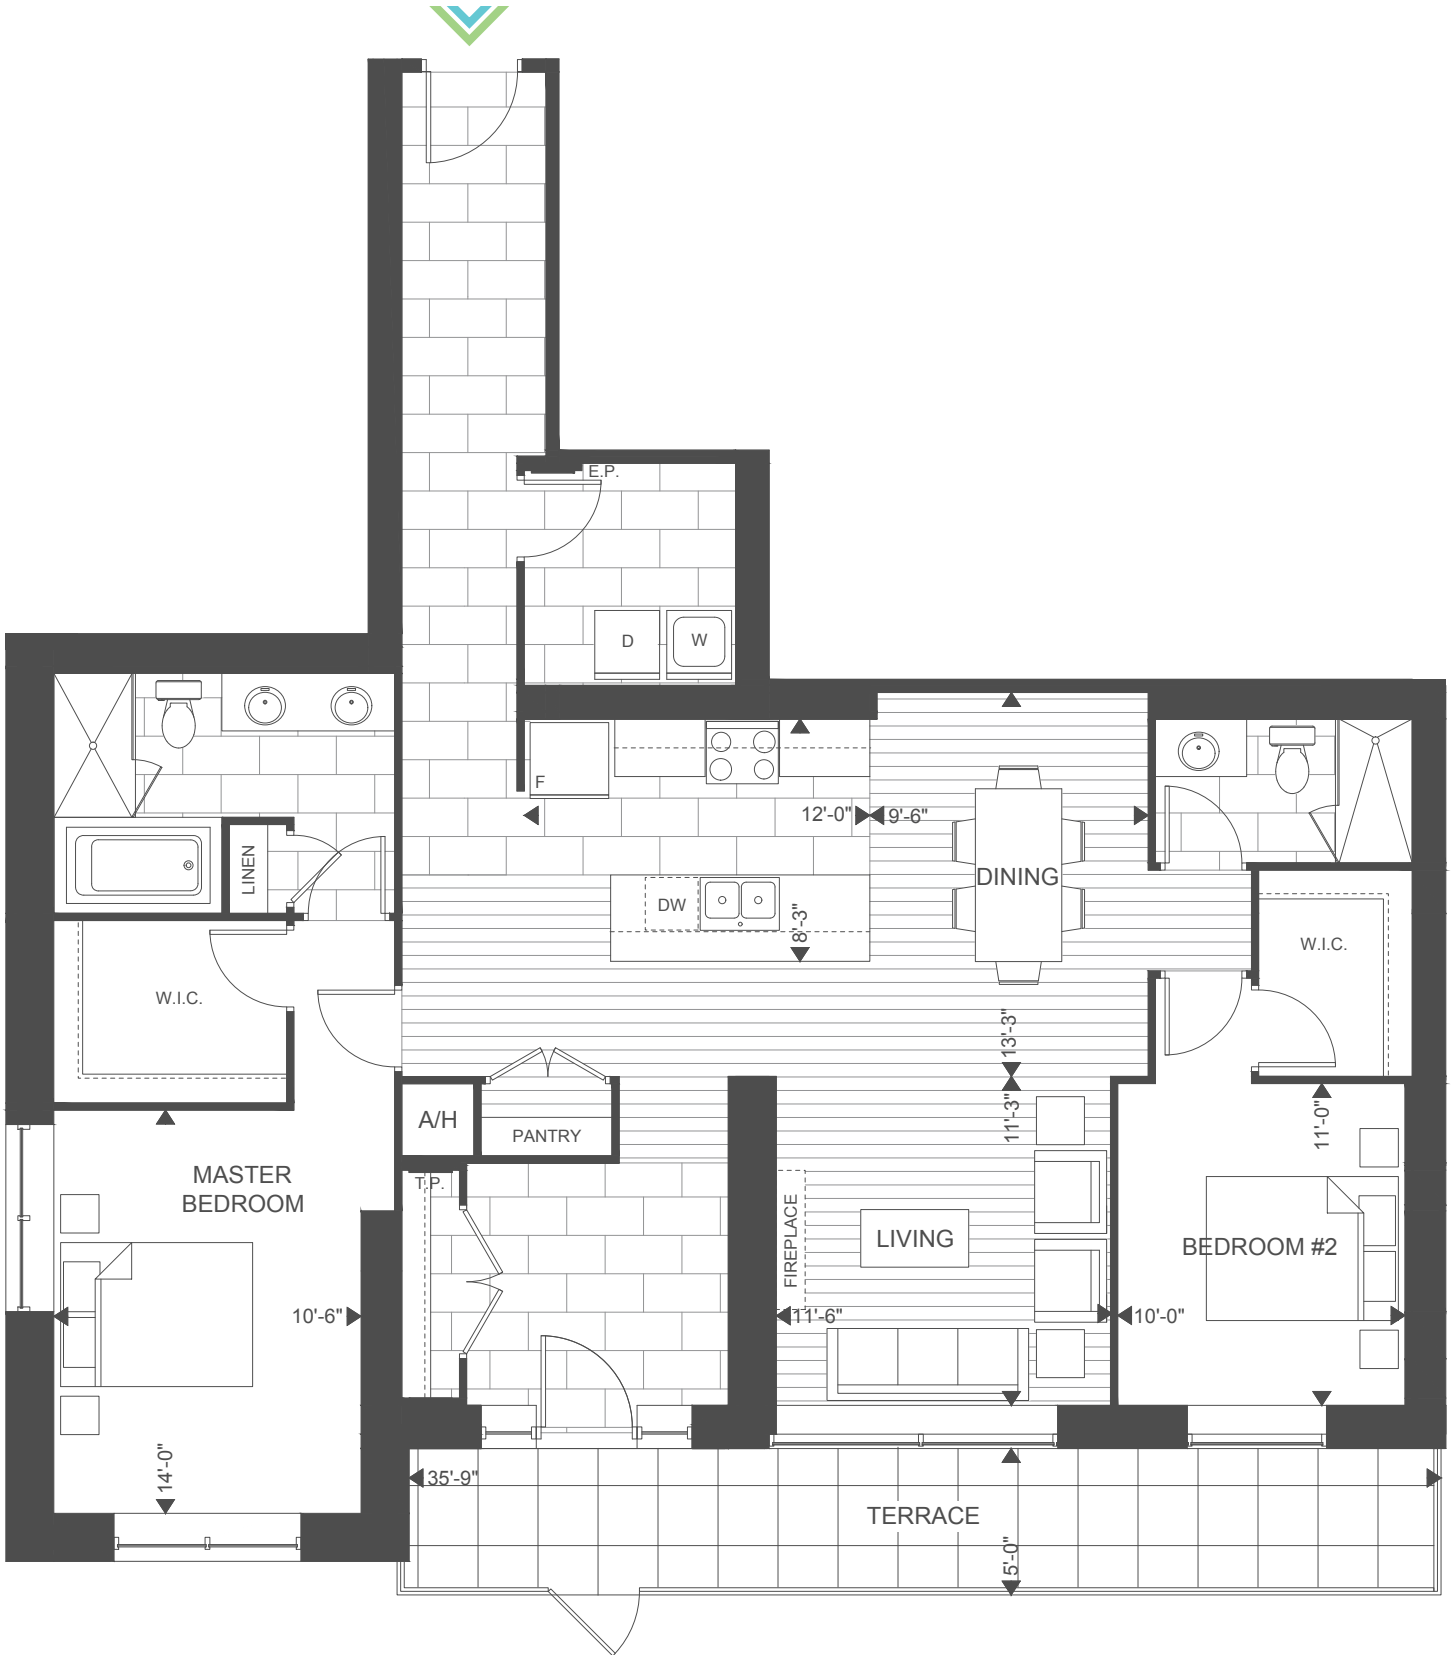 E.P.
D
W
F
12'-0"
9'-6"
LINEN
DW
8'-3"
DINING
W.I.C.
W.I.C.
13'-3"
A/H
PANTRY
11'-3"
11'-0"
MASTER
BEDROOM
T.P.
FIREPLACE
LIVING
BEDROOM #2
10'-6"
11'-6"
10'-0"
14'-0"
35'-9"
TERRACE
5'-0"